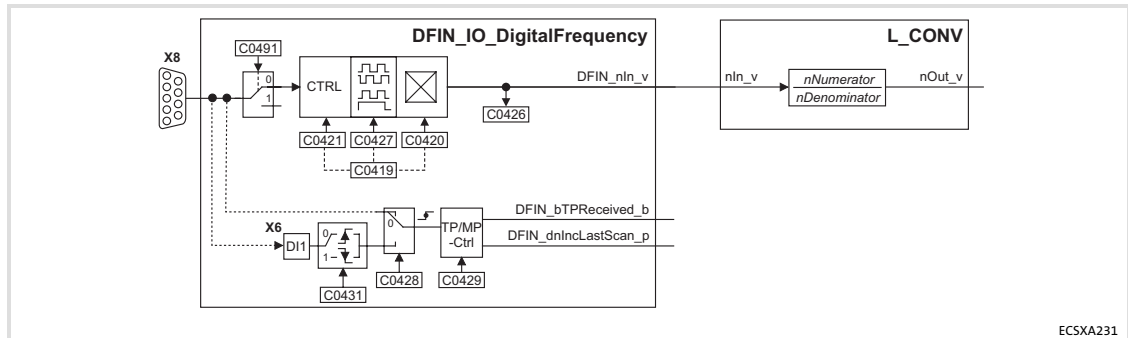 DFIN_IO_DigitalFrequency
L_CONV
X8
C0491
0
1
CTRL
DFIN_nIn_v
nIn_v
nNumerator
nDenominator
nOut_v
C0426
C0421
C0427
C0420
C0419
DFIN_bTPReceived_b
X6
DI1
0
1
0
TP/MP
-Ctrl
DFIN_dnIncLastScan_p
C0428
C0429
C0431
ECSXA231